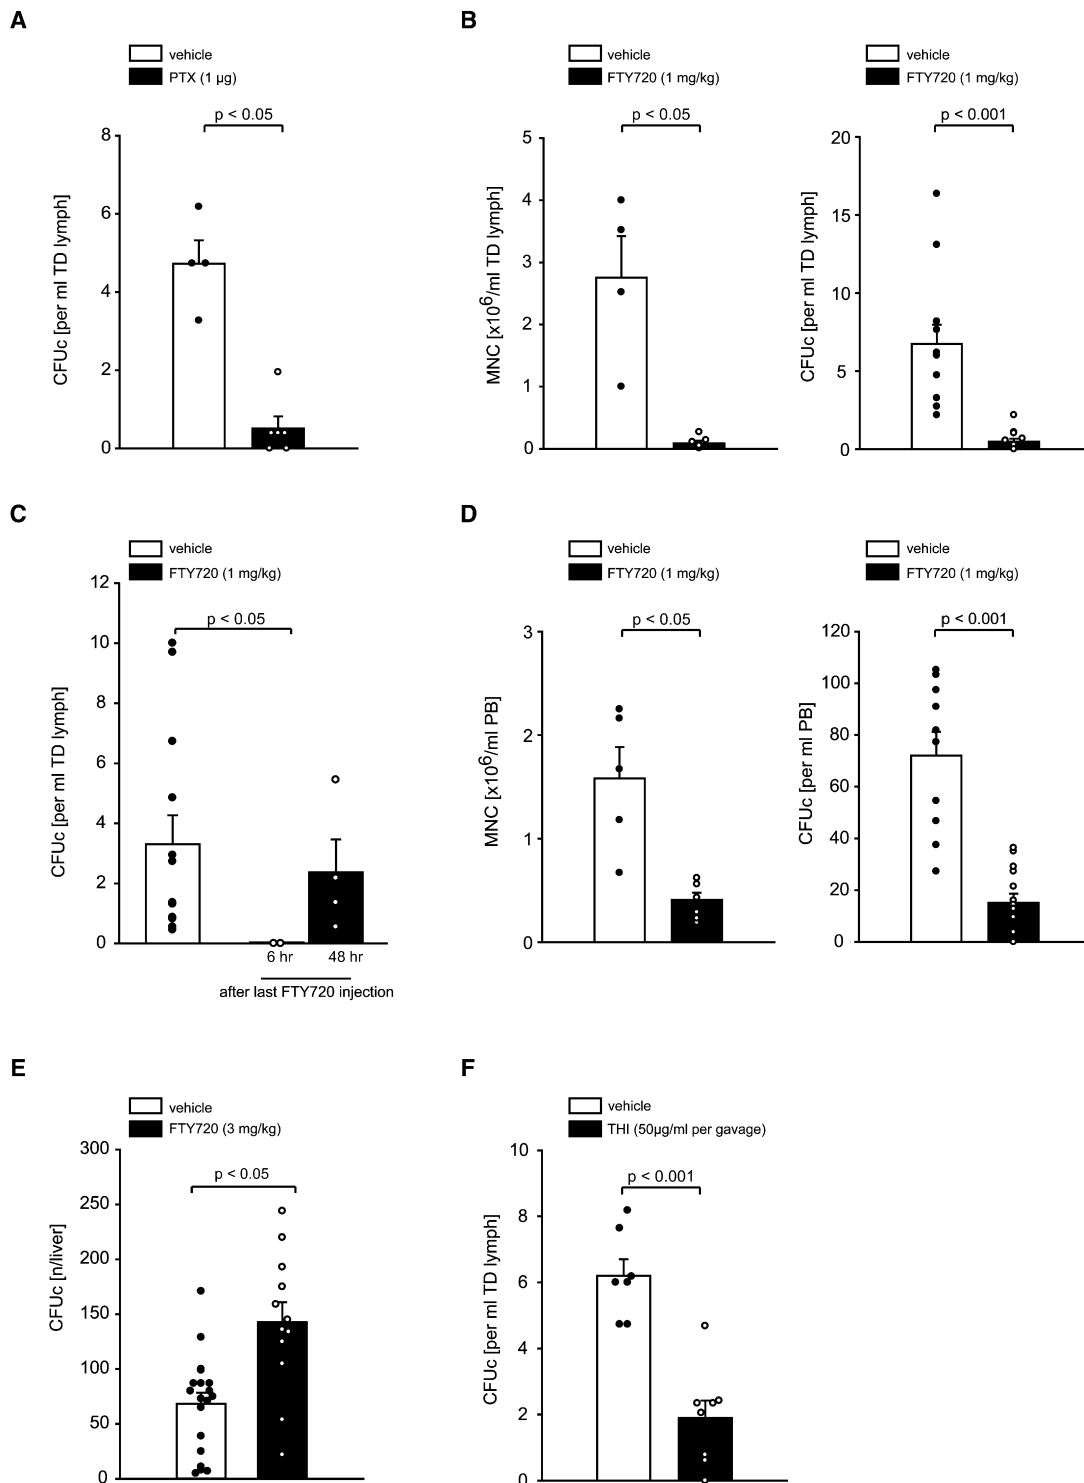 A
vehicle
PTX (1 µg)
p < 0.05
CFUc [per ml TD lymph]
8
6
4
2
0
B
vehicle
FTY720 (1 mg/kg)
p < 0.05
MNC [x10⁶/ml TD lymph]
5
4
3
2
1
0
vehicle
FTY720 (1 mg/kg)
p < 0.001
CFUc [per ml TD lymph]
20
15
10
5
0
C
vehicle
FTY720 (1 mg/kg)
p < 0.05
CFUc [per ml TD lymph]
12
10
8
6
4
2
0
6 hr 48 hr
after last FTY720 injection
D
vehicle
FTY720 (1 mg/kg)
p < 0.05
MNC [x10⁶/ml PB]
3
2
1
0
vehicle
FTY720 (1 mg/kg)
p < 0.001
CFUc [per ml PB]
120
100
80
60
40
20
0
E
vehicle
FTY720 (3 mg/kg)
p < 0.05
CFUc [n/liver]
300
250
200
150
100
50
0
F
vehicle
THI (50µg/ml per gavage)
p < 0.001
CFUc [per ml TD lymph]
10
8
6
4
2
0